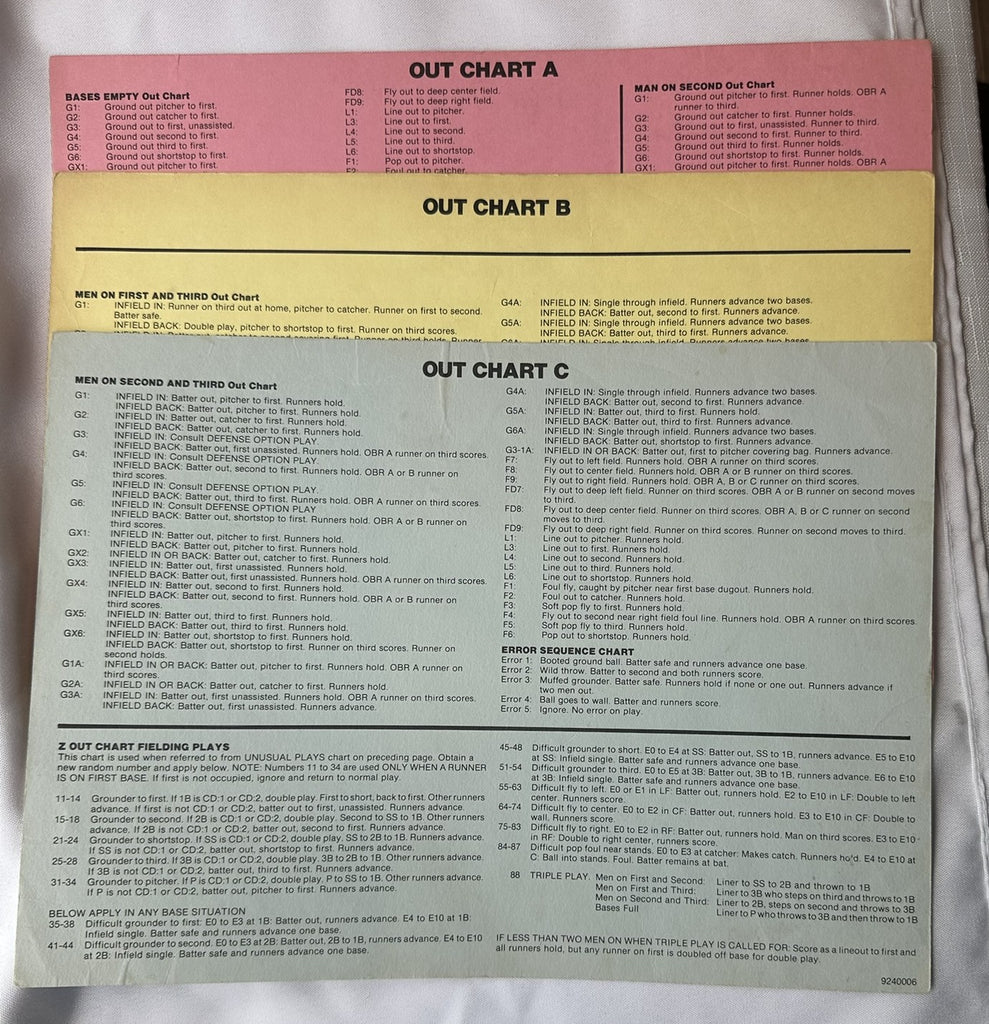 OUT CHART A
BASES EMPTY Out Chart
G1: Ground out pitcher to first.
G2: Ground out catcher to first.
G3: Ground out to first, unassisted.
G4: Ground out second to first.
G5: Ground out third to first.
G6: Ground out shortstop to first.
GX1: Ground out pitcher to first.
FD8: Fly out to deep center field.
FD9: Fly out to deep right field.
L1: Line out to pitcher.
L3: Line out to first.
L4: Line out to second.
L5: Line out to third.
L6: Line out to shortstop.
F1: Pop out to pitcher.
F2: Foul out to catcher.
MAN ON SECOND Out Chart
G1: Ground out pitcher to first. Runner holds. OBR A
runner to third.
G2: Ground out catcher to first. Runner holds.
G3: Ground out to first, unassisted. Runner to third.
G4: Ground out second to first. Runner to third.
G5: Ground out third to first. Runner holds.
G6: Ground out shortstop to first. Runner holds.
GX1: Ground out pitcher to first. Runner holds. OBR A
OUT CHART B
MEN ON FIRST AND THIRD Out Chart
G1: INFIELD IN: Runner on third out at home, pitcher to catcher. Runner on first to second.
Batter safe.
INFIELD BACK: Double play, pitcher to shortstop to first. Runner on third scores.
G4A: INFIELD IN: Single through infield. Runners advance two bases.
INFIELD BACK: Batter out, second to first. Runners advance.
G5A: INFIELD IN: Single through infield. Runners advance two bases.
INFIELD BACK: Batter out, third to first. Runners advance.
G6A: INFIELD IN: Single through infield. Runners advance two bases.
OUT CHART C
MEN ON SECOND AND THIRD Out Chart
G1: INFIELD IN: Batter out, pitcher to first. Runners hold.
INFIELD BACK: Batter out, pitcher to first. Runners hold.
G2: INFIELD IN: Batter out, catcher to first. Runners hold.
INFIELD BACK: Batter out, catcher to first. Runners hold.
G3: INFIELD IN: Consult DEFENSE OPTION PLAY.
INFIELD BACK: Batter out, first unassisted. Runners hold. OBR A runner on third scores.
G4: INFIELD IN: Consult DEFENSE OPTION PLAY.
INFIELD BACK: Batter out, second to first. Runners hold. OBR A or B runner on
third scores.
G5: INFIELD IN: Consult DEFENSE OPTION PLAY.
INFIELD BACK: Batter out, third to first. Runners hold. OBR A runner on third scores.
G6: INFIELD IN: Consult DEFENSE OPTION PLAY
INFIELD BACK: Batter out, shortstop to first. Runners hold. OBR A or B runner on
third scores.
GX1: INFIELD IN: Batter out, pitcher to first. Runners hold.
INFIELD BACK: Batter out, pitcher to first. Runners hold.
GX2: INFIELD IN OR BACK: Batter out, catcher to first. Runners hold.
GX3: INFIELD IN: Batter out, first unassisted. Runners hold.
INFIELD BACK: Batter out, first unassisted. Runners hold. OBR A runner on third scores.
GX4: INFIELD IN: Batter out, second to first. Runners hold.
INFIELD BACK: Batter out, second to first. Runners hold. OBR A or B runner on
third scores.
GX5: INFIELD IN: Batter out, third to first. Runners hold.
INFIELD BACK: Batter out, third to first. Runners hold.
GX6: INFIELD IN: Batter out, shortstop to first. Runners hold.
INFIELD BACK: Batter out, shortstop to first. Runner on third scores. Runner on
second holds.
G1A: INFIELD IN OR BACK: Batter out, pitcher to first. Runners hold. OBR A runner on
third scores.
G2A: INFIELD IN OR BACK: Batter out, catcher to first. Runners hold.
G3A: INFIELD IN: Batter out, first unassisted. Runners hold. OBR A runner on third scores.
INFIELD BACK: Batter out, first unassisted. Runners advance.
G4A: INFIELD IN: Single through infield. Runners advance two bases.
INFIELD BACK: Batter out, second to first. Runners advance.
G5A: INFIELD IN: Batter out, third to first. Runners hold.
INFIELD BACK: Batter out, third to first. Runners advance.
G6A: INFIELD IN: Single through infield. Runners advance two bases.
INFIELD BACK: Batter out, shortstop to first. Runners advance.
G3-1A: INFIELD IN OR BACK: Batter out, first to pitcher covering bag. Runners advance.
F7: Fly out to left field. Runners hold. OBR A runner on third scores.
F8: Fly out to center field. Runners hold. OBR A or B runner on third scores.
F9: Fly out to right field. Runners hold. OBR A, B or C runner on third scores.
FD7: Fly out to deep left field. Runner on third scores. OBR A or B runner on second moves
to third.
FD8: Fly out to deep center field. Runner on third scores. OBR A, B or C runner on second
moves to third.
FD9: Fly out to deep right field. Runner on third scores. Runner on second moves to third.
L1: Line out to pitcher. Runners hold.
L3: Line out to first. Runners hold.
L4: Line out to second. Runners hold.
L5: Line out to third. Runners hold.
L6: Line out to shortstop. Runners hold.
F1: Foul fly, caught by pitcher near first base dugout. Runners hold.
F2: Foul out to catcher. Runners hold.
F3: Soft pop fly to first. Runners hold.
F4: Fly out to second near right field foul line. Runners hold. OBR A runner on third scores.
F5: Soft pop fly to third. Runners hold.
F6: Pop out to shortstop. Runners hold.
ERROR SEQUENCE CHART
Error 1: Booted ground ball. Batter safe and runners advance one base.
Error 2: Wild throw. Batter to second and both runners score.
Error 3: Muffed grounder. Batter safe. Runners hold if none or one out. Runners advance if
two men out.
Error 4: Ball goes to wall. Batter and runners score.
Error 5: Ignore. No error on play.
Z OUT CHART FIELDING PLAYS
This chart is used when referred to from UNUSUAL PLAYS chart on preceding page. Obtain a
new random number and apply below. NOTE: Numbers 11 to 34 are used ONLY WHEN A RUNNER
IS ON FIRST BASE. If first is not occupied, ignore and return to normal play.
11-14 Grounder to first. If 1B is CD:1 or CD:2, double play. First to short, back to first. Other runners
advance. If first is not CD:1 or CD:2, batter out to first, unassisted. Runners advance.
15-18 Grounder to second. If 2B is CD:1 or CD:2, double play. Second to SS to 1B. Other runners
advance. If 2B is not CD:1 or CD:2, batter out, second to first. Runners advance.
21-24 Grounder to shortstop. If SS is CD:1 or CD:2, double play. SS to 2B to 1B. Runners advance.
If SS is not CD:1 or CD:2, batter out, shortstop to first. Runners advance.
25-28 Grounder to third. If 3B is CD:1 or CD:2, double play. 3B to 2B to 1B. Other runners advance.
If 3B is not CD:1 or CD:2, batter out, third to first. Runners advance.
31-34 Grounder to pitcher. If P is CD:1 or CD:2, double play, P to SS to 1B. Other runners advance.
If P is not CD:1 or CD:2, batter out, pitcher to first. Runners advance.
BELOW APPLY IN ANY BASE SITUATION
35-38 Difficult grounder to first: E0 to E3 at 1B: Batter out, runners advance. E4 to E10 at 1B:
Infield single. Batter safe and runners advance one base.
41-44 Difficult grounder to second. E0 to E3 at 2B: Batter out, 2B to 1B, runners advance. E4 to E10
at 2B: Infield single. Batter safe and runners advance one base.
45-48 Difficult grounder to short. E0 to E4 at SS: Batter out, SS to 1B, runners advance. E5 to E10
at SS: Infield single. Batter safe and runners advance one base.
51-54 Difficult grounder to third. E0 to E5 at 3B: Batter out, 3B to 1B, runners advance. E6 to E10
at 3B: Infield single. Batter safe and runners advance one base.
55-63 Difficult fly to left. E0 or E1 in LF: Batter out, runners hold. E2 to E10 in LF: Double to left
center. Runners score.
64-74 Difficult fly to center. E0 to E2 in CF: Batter out, runners hold. E3 to E10 in CF: Double to
wall. Runners score.
75-83 Difficult fly to right. E0 to E2 in RF: Batter out, runners hold. Man on third scores. E3 to E10
in RF: Double to right center, runners score.
84-87 Difficult pop foul near stands. E0 to E3 at catcher: Makes catch. Runners hold. E4 to E10 at
C: Ball into stands. Foul. Batter remains at bat.
88 TRIPLE PLAY. Men on First and Second: Liner to SS to 2B and thrown to 1B
Men on First and Third: Liner to 3B who steps on third and throws to 1B
Men on Second and Third: Liner to 2B, steps on second and throws to 3B
Bases Full Liner to P who throws to 3B and then throw to 1B
IF LESS THAN TWO MEN ON WHEN TRIPLE PLAY IS CALLED FOR: Score as a lineout to first and
all runners hold, but any runner on first is doubled off base for double play.
9240006